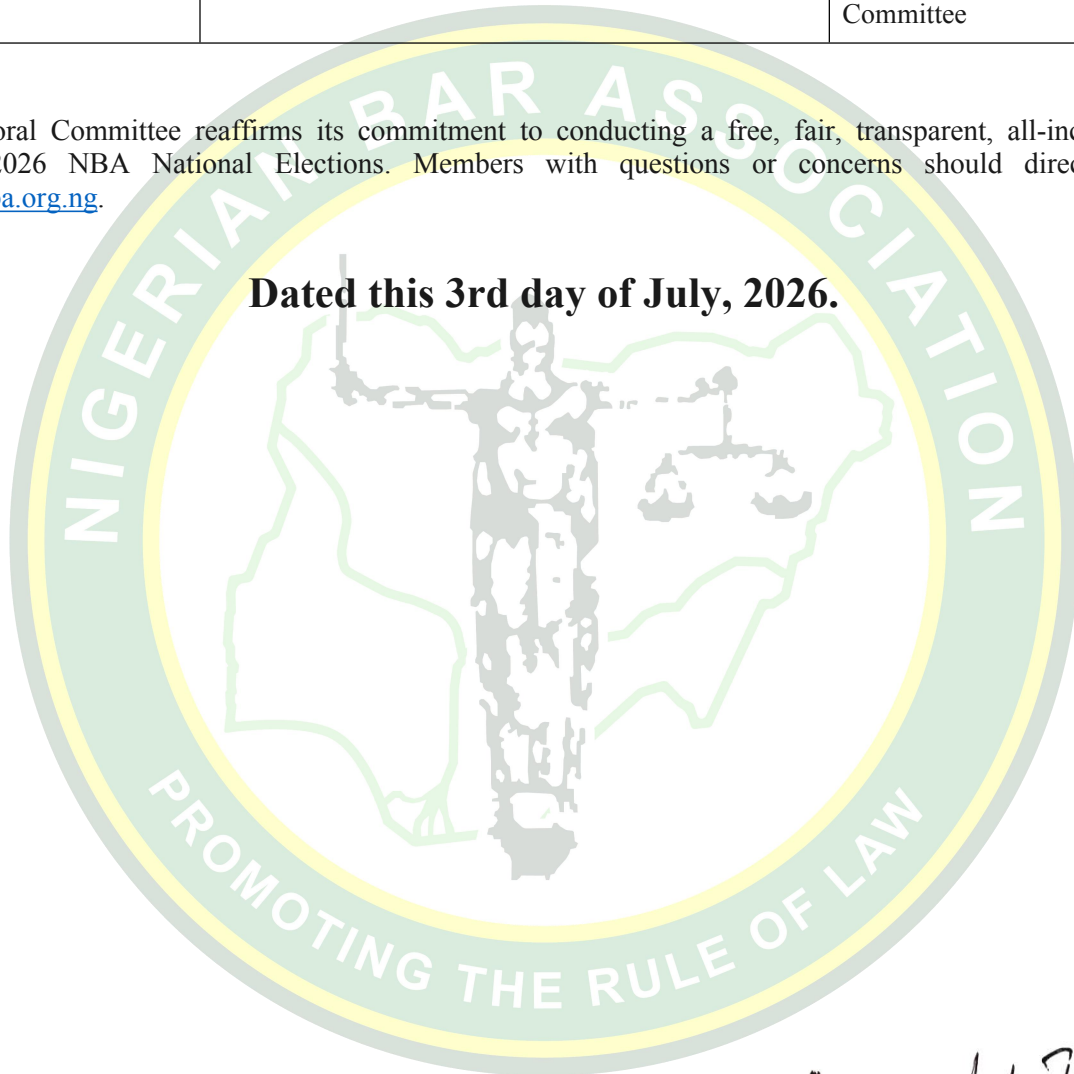 Committee
oral Committee reaffirms its commitment to conducting a free, fair, transparent, all-inc
2026 NBA National Elections. Members with questions or concerns should direc
ba.org.ng.
Dated this 3rd day of July, 2026.
NIGERIAN BAR ASSOCIATION
PROMOTING THE RULE OF LAW